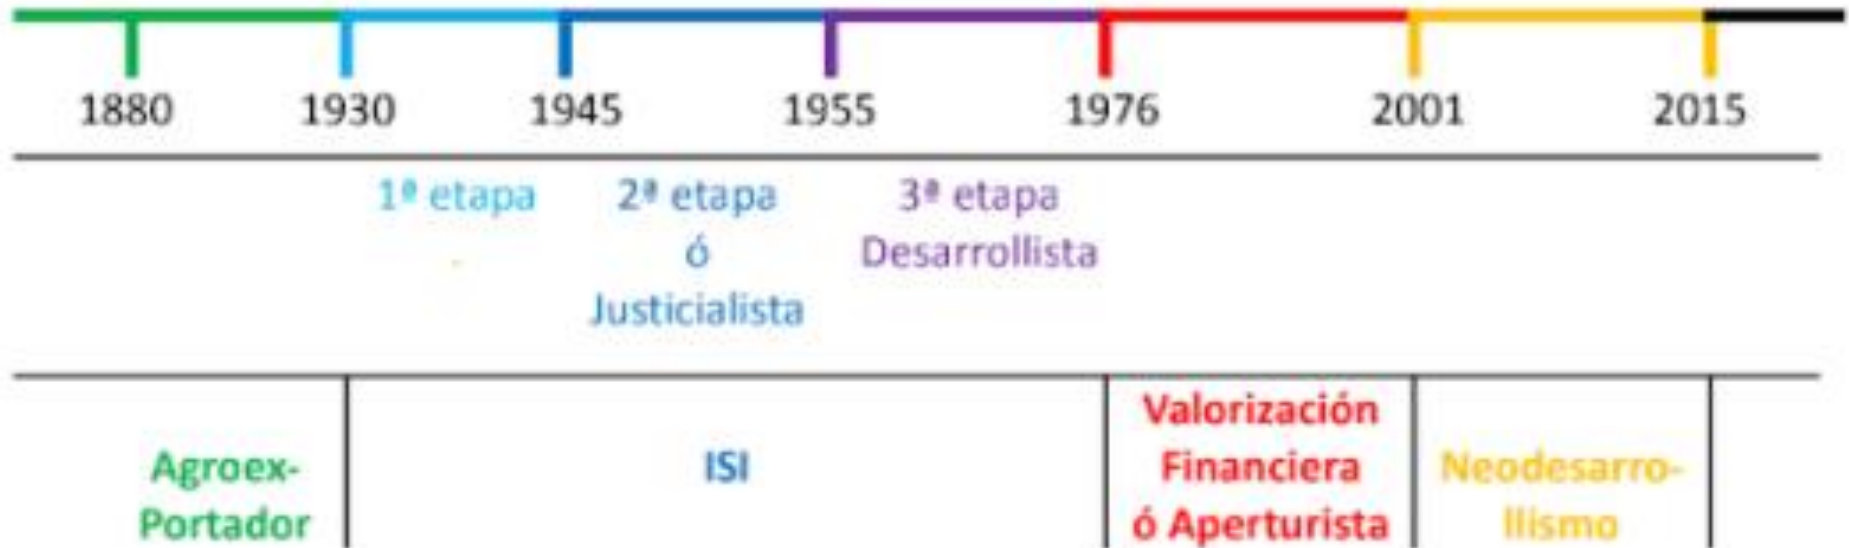 1880 1930 1945 1955 1976 2001 2015
1ª etapa
2ª etapa
ó
Justicialista
3ª etapa
Desarrollista
Agroex-
Portador
ISI
Valorización
Financiera
ó Aperturista
Neodesarro-
llismo